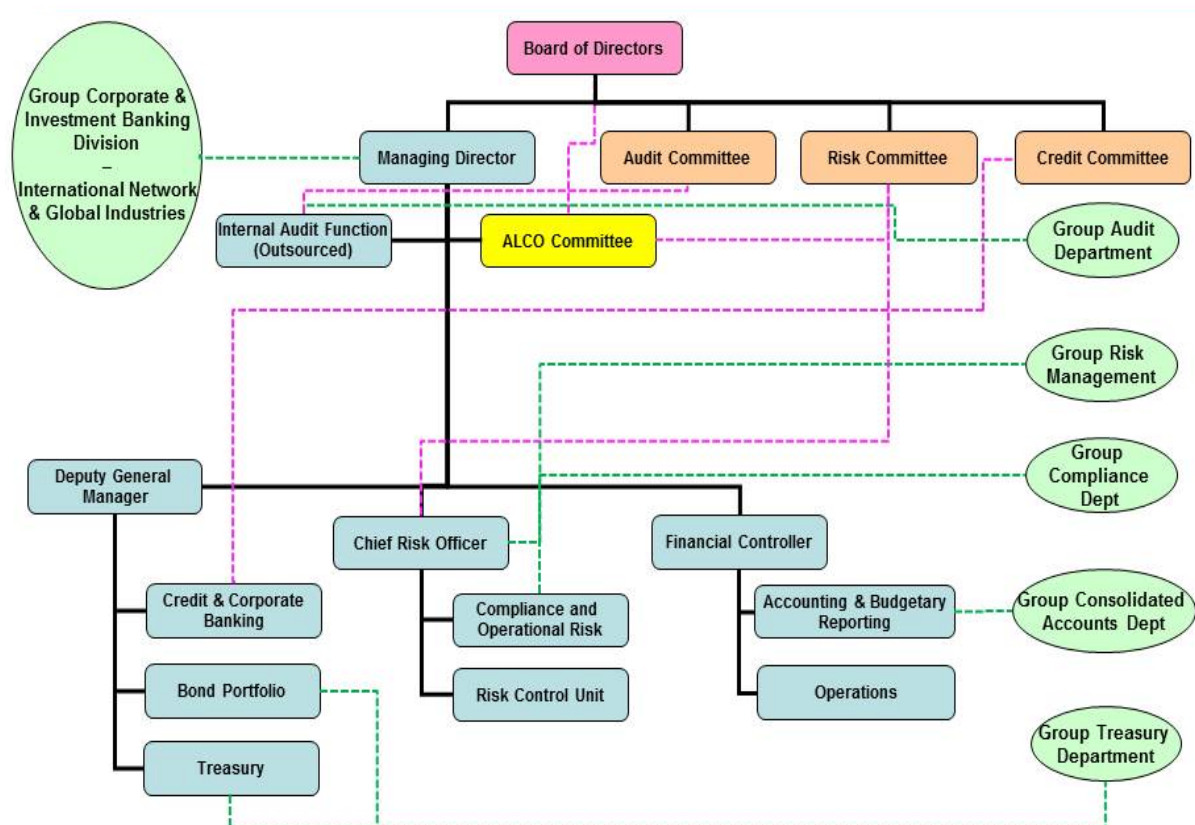 Board of Directors
Group Corporate &
Investment Banking
Division
–
International Network
& Global Industries
Managing Director
Audit Committee
Risk Committee
Credit Committee
Internal Audit Function
(Outsourced)
ALCO Committee
Group Audit
Department
Group Risk
Management
Group
Compliance
Dept
Deputy General
Manager
Chief Risk Officer
Financial Controller
Credit & Corporate
Banking
Compliance and
Operational Risk
Accounting & Budgetary
Reporting
Group Consolidated
Accounts Dept
Bond Portfolio
Risk Control Unit
Operations
Group Treasury
Department
Treasury